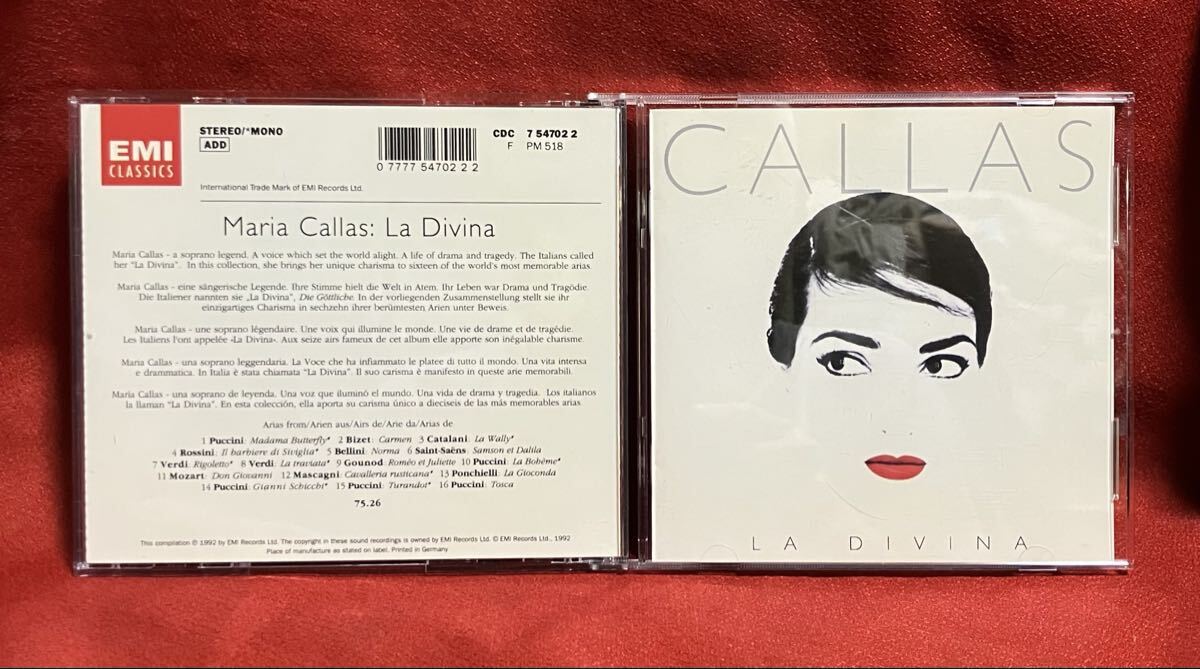 EMI
CLASSICS
STEREO/*MONO
ADD
0 7777 54702 2 2
CDC 7 54702 2
F PM 518
International Trade Mark of EMI Records Ltd.
Maria Callas: La Divina
Maria Callas - a soprano legend. A voice which set the world alight. A life of drama and tragedy. The Italians called
her "La Divina". In this collection, she brings her unique charisma to sixteen of the world's most memorable arias
Maria Callas - eine sängerische Legende. Ihre Stimme hielt die Welt in Atem. Ihr Leben war Drama und Tragödie.
Die Italiener nannten sie „La Divina", Die Göttliche. In der vorliegenden Zusammenstellung stellt sie ihr
einzigartiges Charisma in sechzehn ihrer berümtesten Arien unter Beweis.
Maria Callas - une soprano légendaire. Une voix qui illumine le monde. Une vie de drame et de tragédie.
Les Italiens l'ont appelée «La Divina». Aux seize airs fameux de cet album elle apporte son inégalable charisme.
Maria Callas - una soprano leggendaria. La Voce che ha infiammato le platee di tutto il mondo. Una vita intensa
e drammatica. In Italia è stata chiamata "La Divina". Il suo carisma è manifesto in queste arie memorabili.
Maria Callas - una soprano de leyenda. Una voz que iluminó el mundo. Una vida de drama y tragedia. Los italianos
la llaman "La Divina". En esta colección, ella aporta su carisma único a dieciseis de las más memorables arias
Arias from/Arien aus/Airs de/Arie da/Arias de
1 Puccini: Madama Butterfly* 2 Bizet: Carmen 3 Catalani: La Wally*
4 Rossini: Il barbiere di Siviglia* 5 Bellini: Norma 6 Saint-Saëns: Samson et Dalila
7 Verdi: Rigoletto* 8 Verdi: La traviata* 9 Gounod: Roméo et Juliette 10 Puccini: La Bohème*
11 Mozart: Don Giovanni 12 Mascagni: Cavalleria rusticana* 13 Ponchielli: La Gioconda
14 Puccini: Gianni Schicchi* 15 Puccini: Turandot* 16 Puccini: Tosca
75.26
This compilation ℗ 1992 by EMI Records Ltd. The copyright in these sound recordings is owned by EMI Records Ltd. © EMI Records Ltd., 1992
Place of manufacture as stated on label. Printed in Germany
CALLAS
LA DIVINA